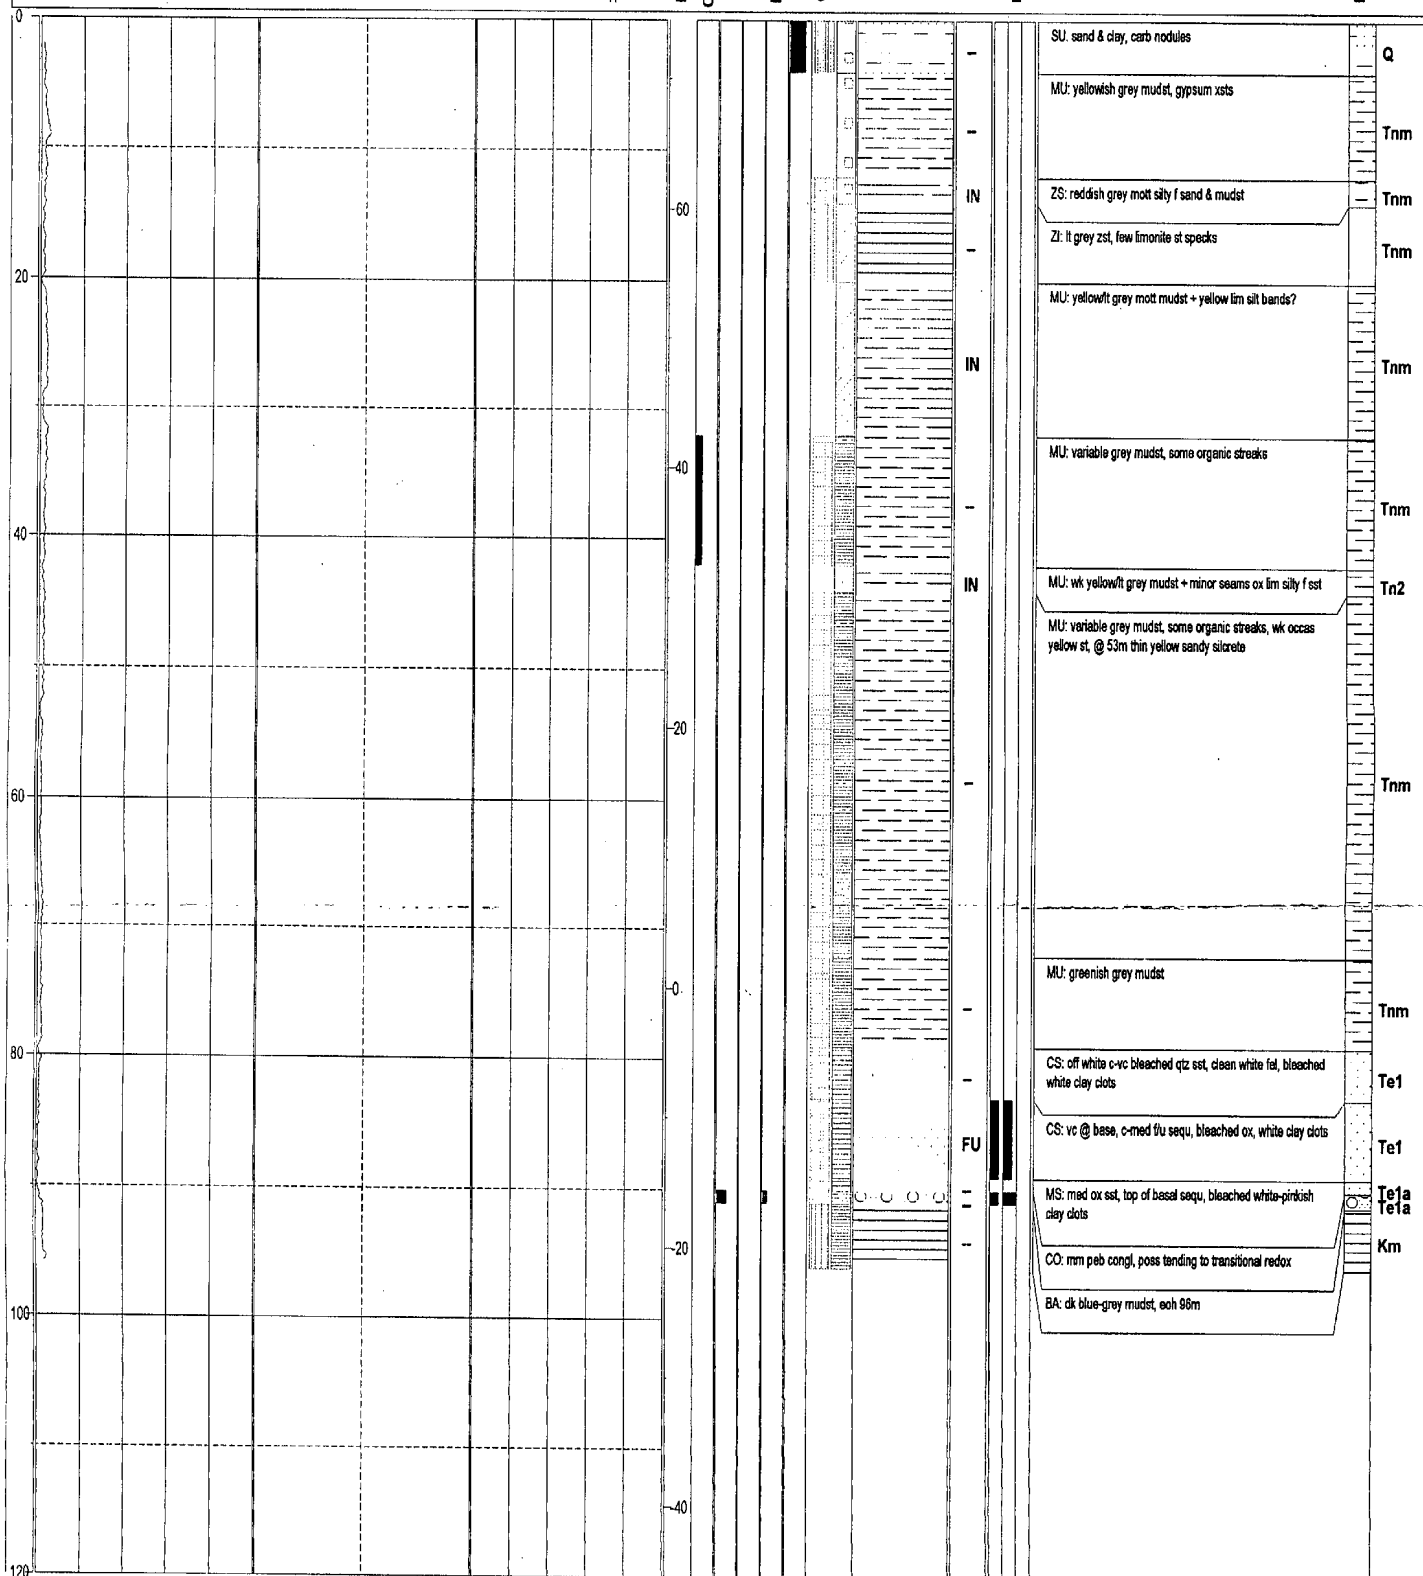 0
SU: sand & clay, carb nodules
Q
MU: yellowish grey mudst, gypsum xsts
Tnm
60
IN
ZS: reddish grey mott silty f sand & mudst
Tnm
ZI: lt grey zst, few limonite st specks
Tnm
20
MU: yellow/lt grey mott mudst + yellow lim silt bands?
IN
Tnm
40
MU: variable grey mudst, some organic streaks
Tnm
40
IN
MU: wk yellow/lt grey mudst + minor seams ox lim silty f sst
Tn2
MU: variable grey mudst, some organic streaks, wk occas
yellow st, @ 53m thin yellow sandy silcrete
20
60
Tnm
MU: greenish grey mudst
0
Tnm
80
CS: off white c-vc bleached qtz sst, clean white fel, bleached
white clay clots
Te1
CS: vc @ base, c-med f/u sequ, bleached ox, white clay clots
FU
Te1
MS: med ox sst, top of basal sequ, bleached white-pinkish
clay clots
Te1a
Te1a
-20
Km
CO: mm peb congl, poss tending to transitional redox
BA: dk blue-grey mudst, eoh 96m
100
-40
120